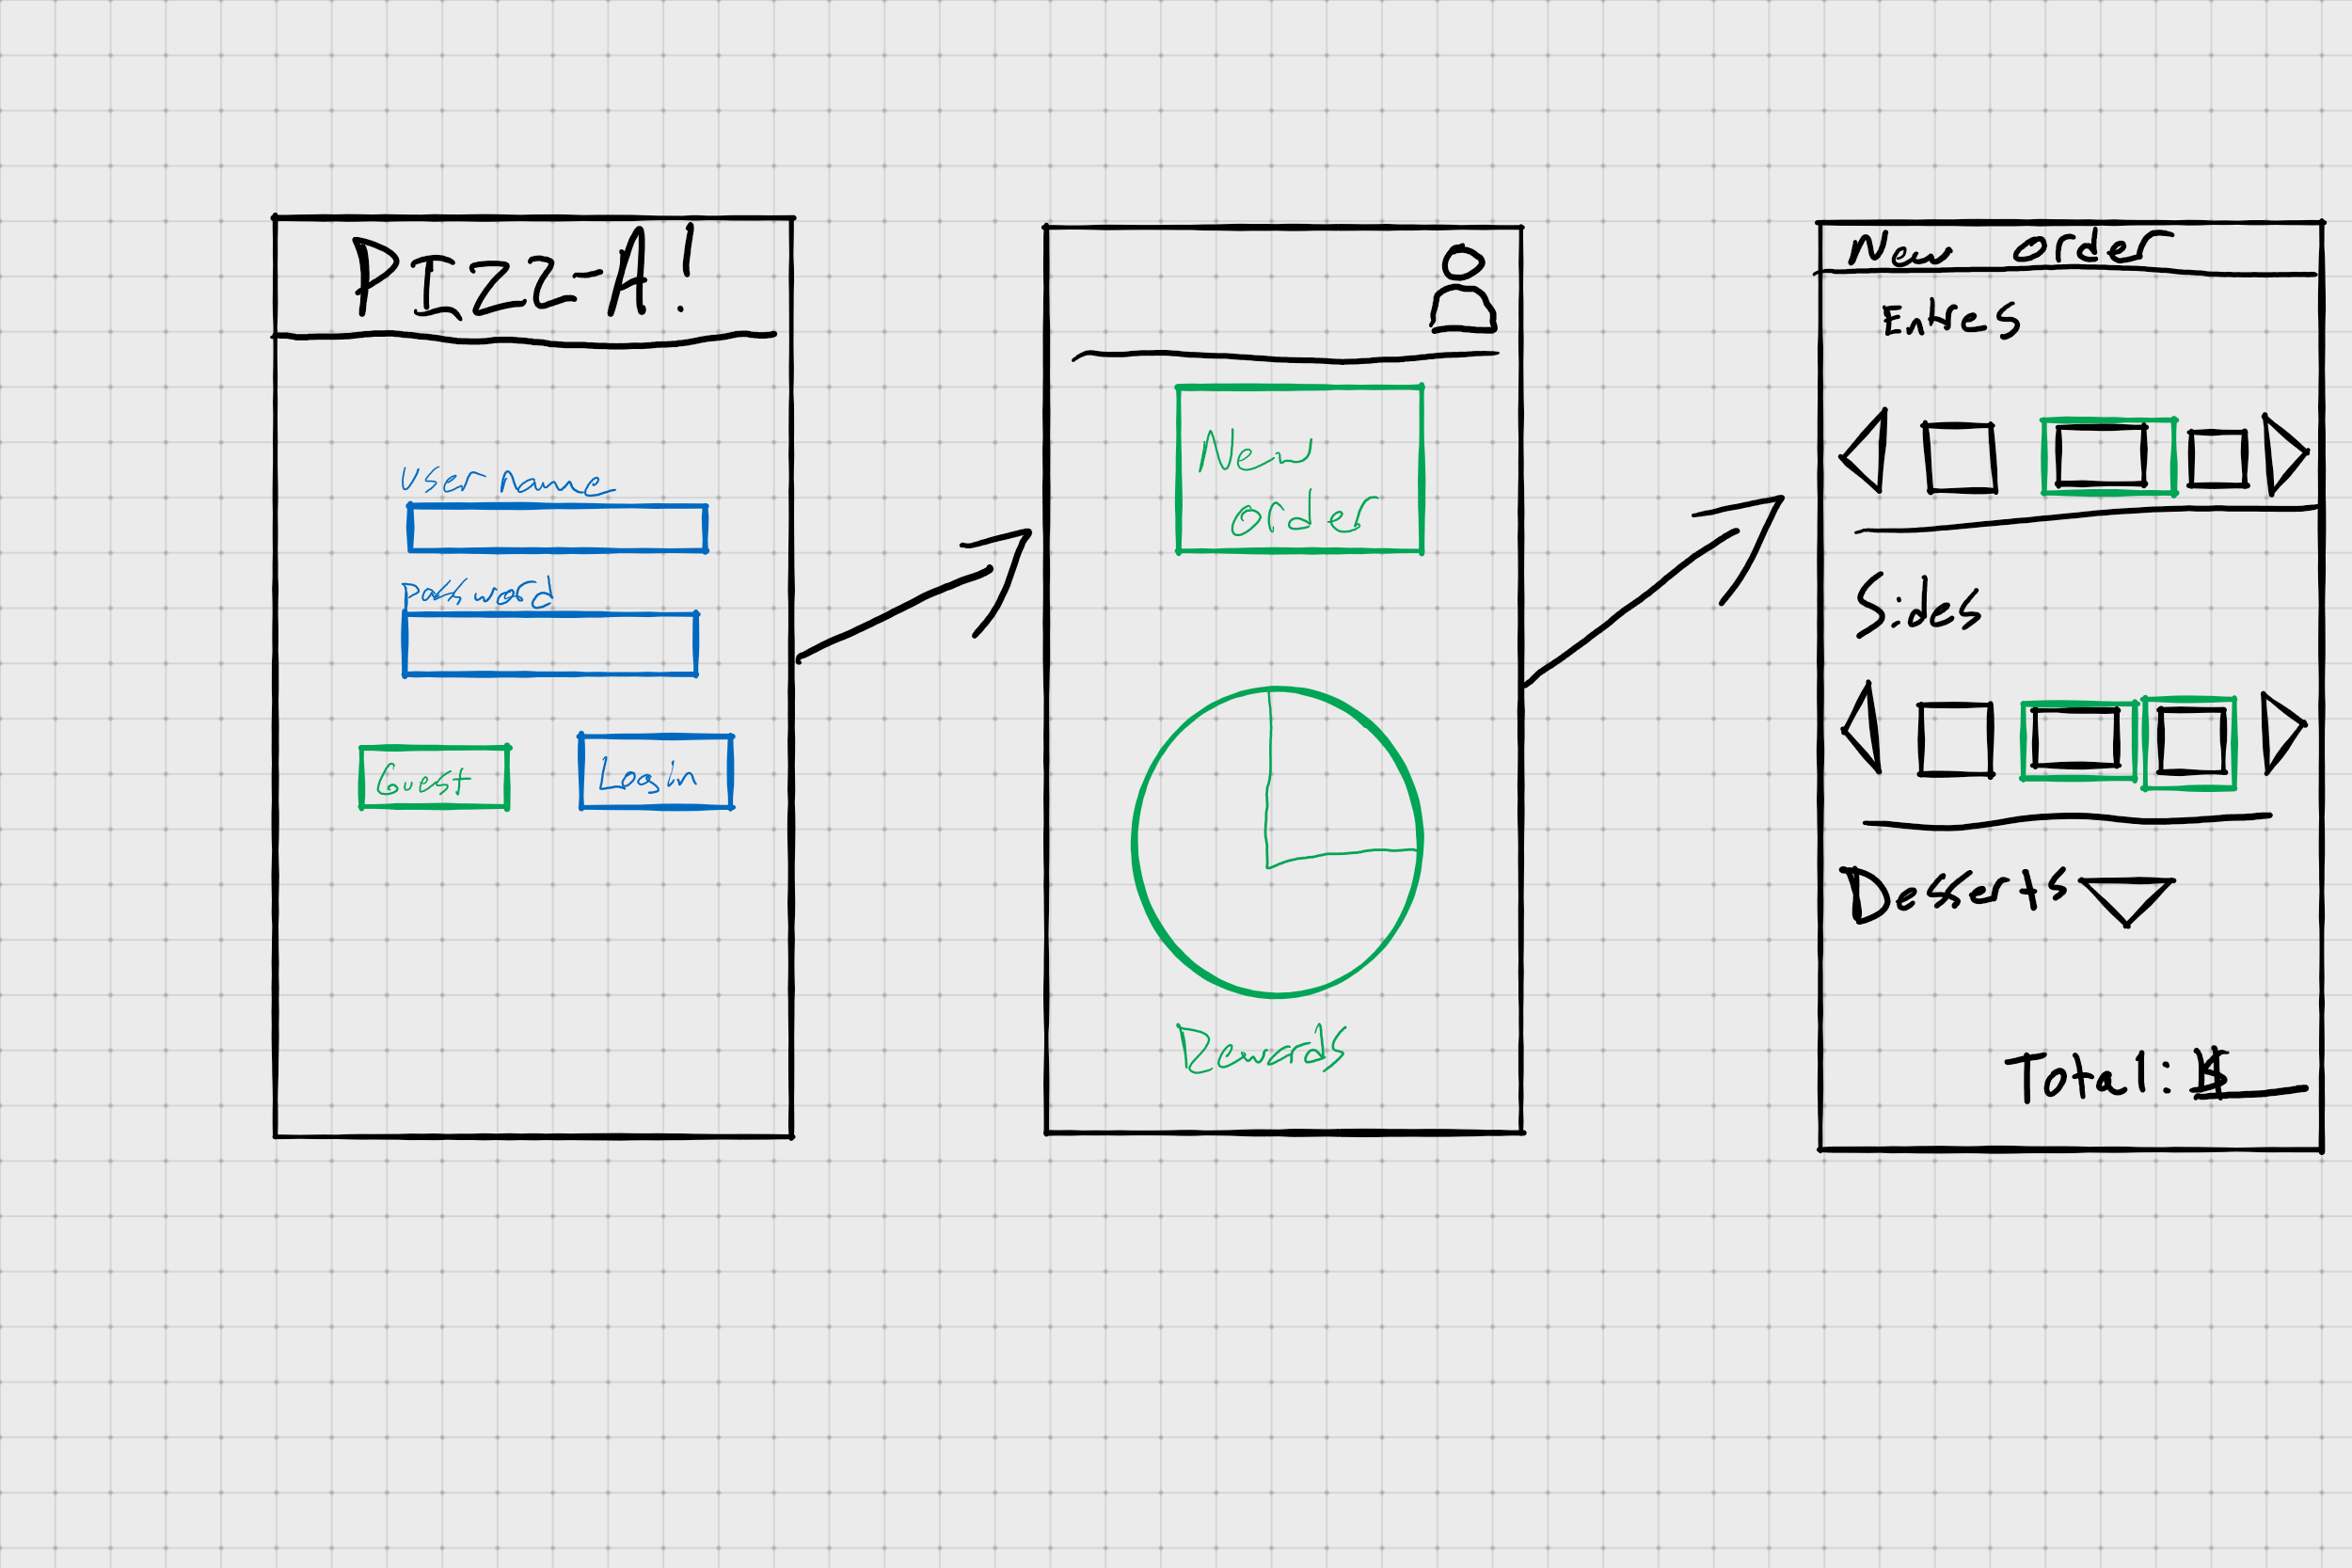 PIZZ-A!
User name
Password
Guest
Login
New
order
Rewards
New order
Entres
Sides
Desserts
Total: $